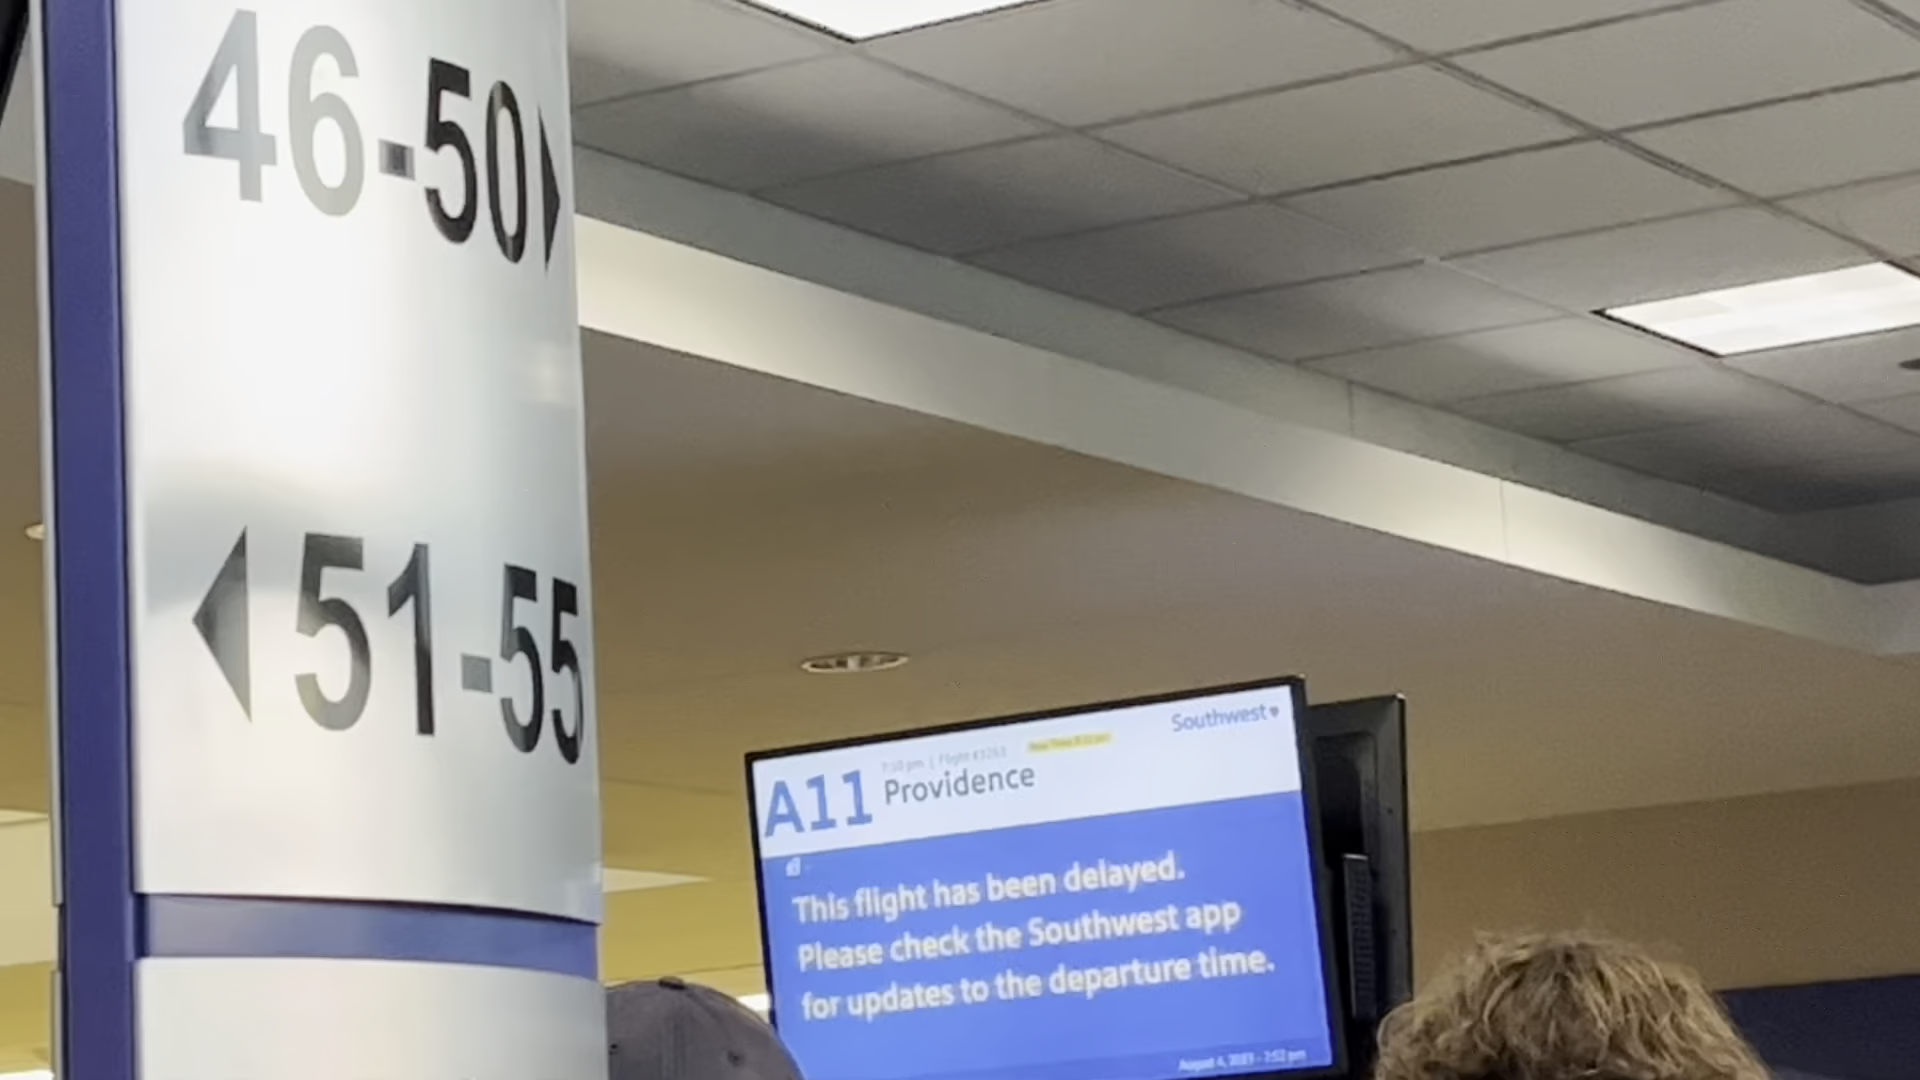 46-50
51-55
Southwest
A11
Providence
This flight has been delayed.
Please check the Southwest app
for updates to the departure time.